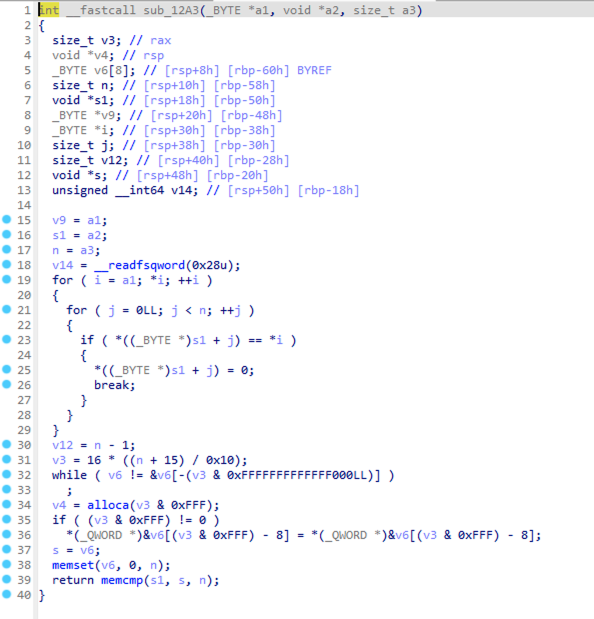 1 int __fastcall sub_12A3(_BYTE *a1, void *a2, size_t a3)
2 {
3 size_t v3; // rax
4 void *v4; // rsp
5 _BYTE v6[8]; // [rsp+8h] [rbp-60h] BYREF
6 size_t n; // [rsp+10h] [rbp-58h]
7 void *s1; // [rsp+18h] [rbp-50h]
8 _BYTE *v9; // [rsp+20h] [rbp-48h]
9 _BYTE *i; // [rsp+30h] [rbp-38h]
10 size_t j; // [rsp+38h] [rbp-30h]
11 size_t v12; // [rsp+40h] [rbp-28h]
12 void *s; // [rsp+48h] [rbp-20h]
13 unsigned __int64 v14; // [rsp+50h] [rbp-18h]
14
15 v9 = a1;
16 s1 = a2;
17 n = a3;
18 v14 = __readfsqword(0x28u);
19 for ( i = a1; *i; ++i )
20 {
21 for ( j = 0LL; j < n; ++j )
22 {
23 if ( *((_BYTE *)s1 + j) == *i )
24 {
25 *((_BYTE *)s1 + j) = 0;
26 break;
27 }
28 }
29 }
30 v12 = n - 1;
31 v3 = 16 * ((n + 15) / 0x10);
32 while ( v6 != &v6[-(v3 & 0xFFFFFFFFFFFFF000LL)] )
33 ;
34 v4 = alloca(v3 & 0xFFF);
35 if ( (v3 & 0xFFF) != 0 )
36 *(_QWORD *)&v6[(v3 & 0xFFF) - 8] = *(_QWORD *)&v6[(v3 & 0xFFF) - 8];
37 s = v6;
38 memset(v6, 0, n);
39 return memcmp(s1, s, n);
40 }